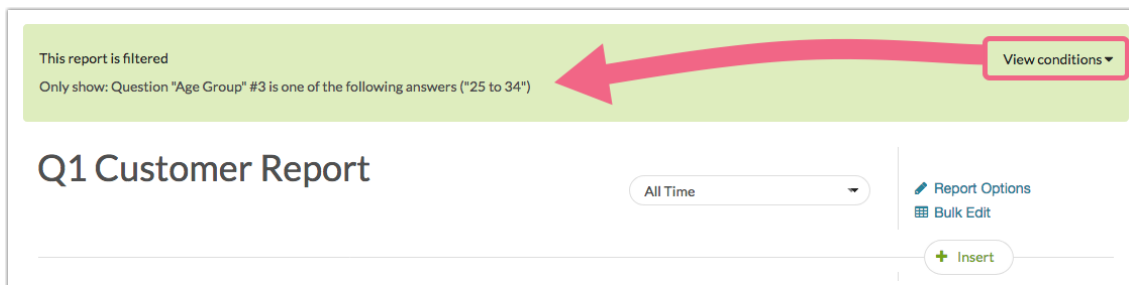 This report is filtered
View conditions
Only show: Question "Age Group" #3 is one of the following answers ("25 to 34")
Q1 Customer Report
All Time
Report Options
Bulk Edit
Insert